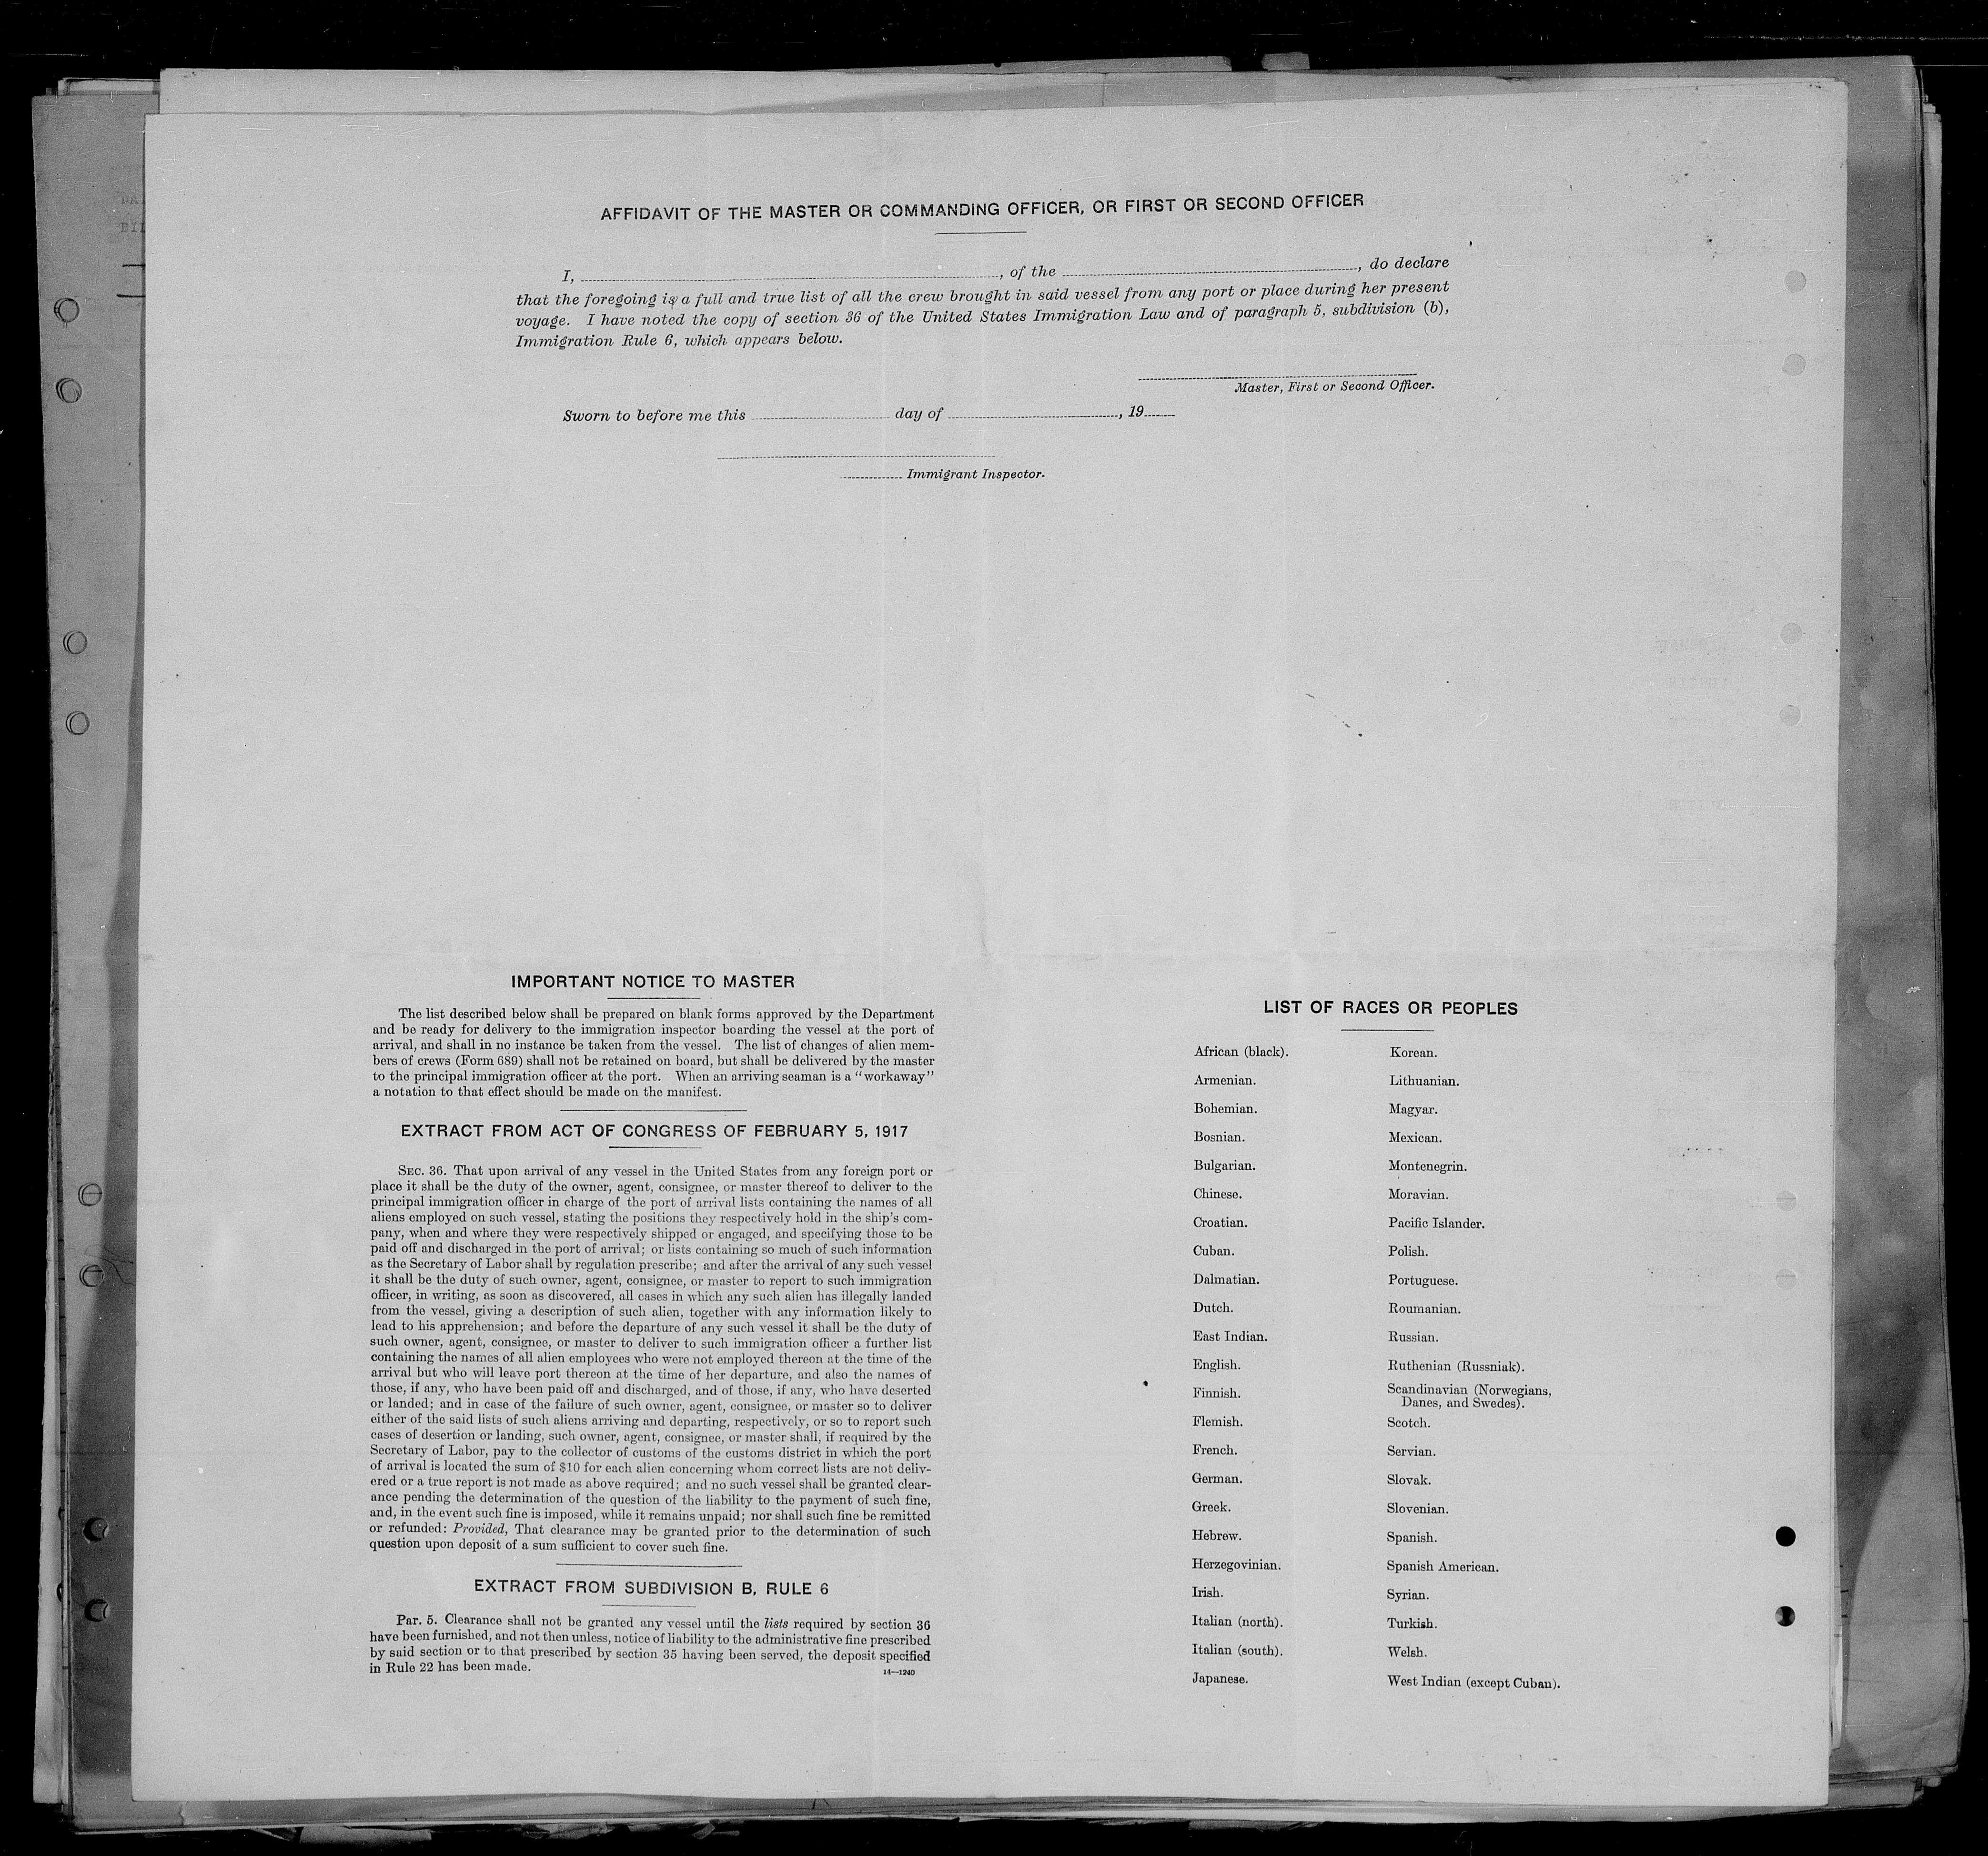 AFFIDAVIT OF THE MASTER OR COMMANDING OFFICER, OR FIRST OR SECOND OFFICER
I, , of the , do declare
that the foregoing is a full and true list of all the crew brought in said vessel from any port or place during her present
voyage. I have noted the copy of section 36 of the United States Immigration Law and of paragraph 5, subdivision (b),
Immigration Rule 6, which appears below.
Master, First or Second Officer.
Sworn to before me this day of , 19
Immigrant Inspector.
IMPORTANT NOTICE TO MASTER
The list described below shall be prepared on blank forms approved by the Department
and be ready for delivery to the immigration inspector boarding the vessel at the port of
arrival, and shall in no instance be taken from the vessel. The list of changes of alien mem-
bers of crews (Form 689) shall not be retained on board, but shall be delivered by the master
to the principal immigration officer at the port. When an arriving seaman is a "workaway"
a notation to that effect should be made on the manifest.
EXTRACT FROM ACT OF CONGRESS OF FEBRUARY 5, 1917
SEC. 36. That upon arrival of any vessel in the United States from any foreign port or
place it shall be the duty of the owner, agent, consignee, or master thereof to deliver to the
principal immigration officer in charge of the port of arrival lists containing the names of all
aliens employed on such vessel, stating the positions they respectively hold in the ship's com-
pany, when and where they were respectively shipped or engaged, and specifying those to be
paid off and discharged in the port of arrival; or lists containing so much of such information
as the Secretary of Labor shall by regulation prescribe; and after the arrival of any such vessel
it shall be the duty of such owner, agent, consignee, or master to report to such immigration
officer, in writing, as soon as discovered, all cases in which any such alien has illegally landed
from the vessel, giving a description of such alien, together with any information likely to
lead to his apprehension; and before the departure of any such vessel it shall be the duty of
such owner, agent, consignee, or master to deliver to such immigration officer a further list
containing the names of all alien employees who were not employed thereon at the time of the
arrival but who will leave port thereon at the time of her departure, and also the names of
those, if any, who have been paid off and discharged, and of those, if any, who have deserted
or landed; and in case of the failure of such owner, agent, consignee, or master so to deliver
either of the said lists of such aliens arriving and departing, respectively, or so to report such
cases of desertion or landing, such owner, agent, consignee, or master shall, if required by the
Secretary of Labor, pay to the collector of customs of the customs district in which the port
of arrival is located the sum of $10 for each alien concerning whom correct lists are not deliv-
ered or a true report is not made as above required; and no such vessel shall be granted clear-
ance pending the determination of the question of the liability to the payment of such fine,
and, in the event such fine is imposed, while it remains unpaid; nor shall such fine be remitted
or refunded: Provided, That clearance may be granted prior to the determination of such
question upon deposit of a sum sufficient to cover such fine.
EXTRACT FROM SUBDIVISION B, RULE 6
Par. 5. Clearance shall not be granted any vessel until the lists required by section 36
have been furnished, and not then unless, notice of liability to the administrative fine prescribed
by said section or to that prescribed by section 35 having been served, the deposit specified
in Rule 22 has been made.
14—1240
LIST OF RACES OR PEOPLES
African (black).
Armenian.
Bohemian.
Bosnian.
Bulgarian.
Chinese.
Croatian.
Cuban.
Dalmatian.
Dutch.
East Indian.
English.
Finnish.
Flemish.
French.
German.
Greek.
Hebrew.
Herzegovinian.
Irish.
Italian (north).
Italian (south).
Japanese.
Korean.
Lithuanian.
Magyar.
Mexican.
Montenegrin.
Moravian.
Pacific Islander.
Polish.
Portuguese.
Roumanian.
Russian.
Ruthenian (Russniak).
Scandinavian (Norwegians,
Danes, and Swedes).
Scotch.
Servian.
Slovak.
Slovenian.
Spanish.
Spanish American.
Syrian.
Turkish.
Welsh.
West Indian (except Cuban).